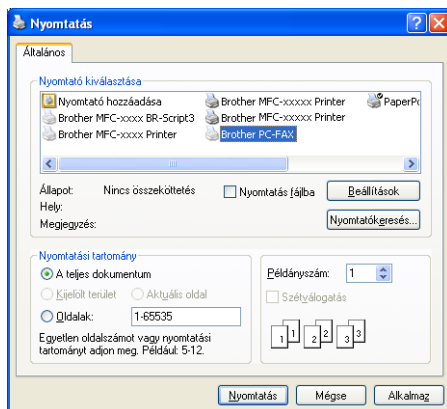 Nyomtatás
Általános
Nyomtató kiválasztása
Nyomtató hozzáadása
Brother MFC-xxxx BR-Script3
Brother MFC-xxxx Printer
Brother MFC-xxxxx Printer
Brother MFC-xxxxx Printer
Brother PC-FAX
Állapot: Nincs összeköttetés
Hely:
Megjegyzés:
Nyomtatás fájlba
Beállítások
Nyomtatókeresés...
Nyomtatási tartomány
A teljes dokumentum
Kijelölt terület Aktuális oldal
Oldalak: 1-65535
Egyetlen oldalszámot vagy nyomtatási
tartományt adjon meg. Például: 5-12.
Példányszám: 1
Szétválogatás
1 1 2 2 3 3
Nyomtatás Mégse Alkalmaz